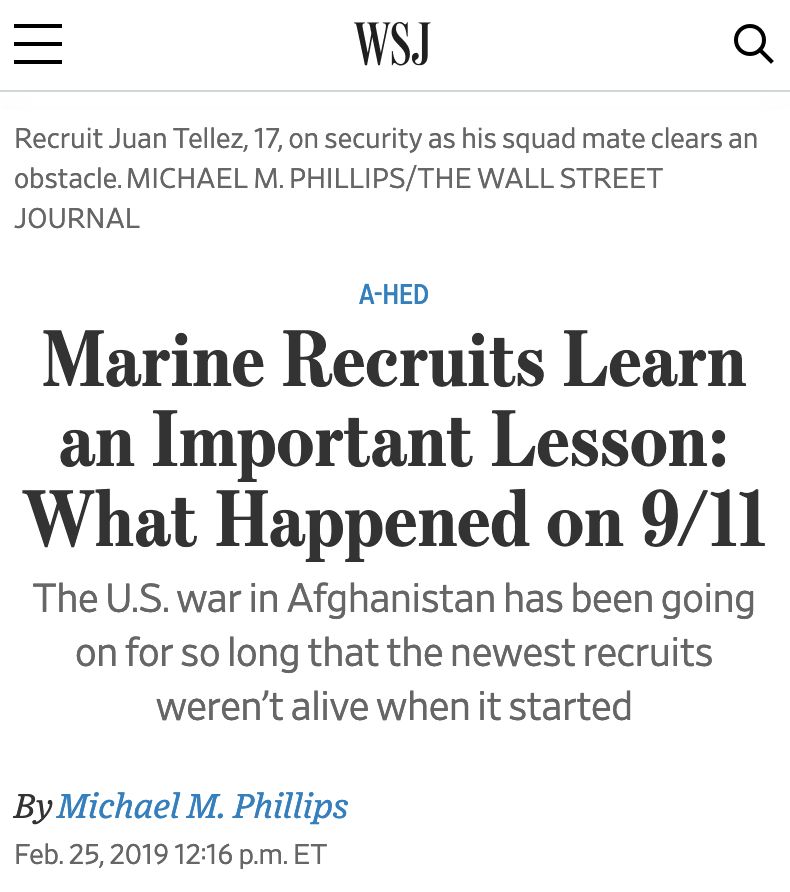 WSJ
Recruit Juan Tellez, 17, on security as his squad mate clears an
obstacle. MICHAEL M. PHILLIPS/THE WALL STREET
JOURNAL
A-HED
Marine Recruits Learn
an Important Lesson:
What Happened on 9/11
The U.S. war in Afghanistan has been going
on for so long that the newest recruits
weren’t alive when it started
By Michael M. Phillips
Feb. 25, 2019 12:16 p.m. ET